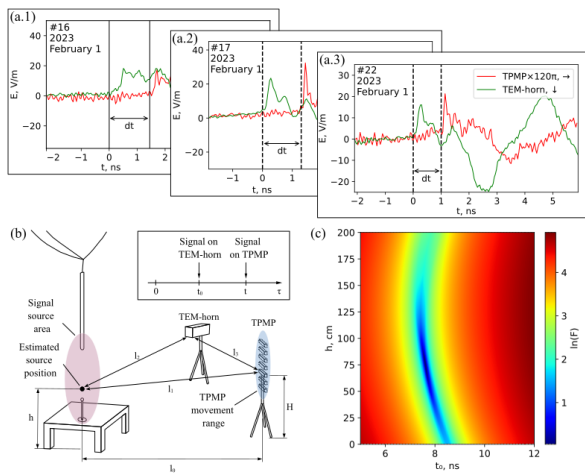 (a.1)
#16
2023
February 1
E, V/m
20
0
−20
dt
−2 −1 0 1 2
t, ns
(a.2)
#17
2023
February 1
E, V/m
40
20
0
−20
dt
−2 −1 0 1
t, ns
(a.3)
#22
2023
February 1
TPMP×120π, →
TEM-horn, ↓
E, V/m
30
20
10
0
−10
−20
dt
−2 −1 0 1 2 3 4 5
t, ns
(b)
Signal on
TEM-horn
Signal
on TPMP
0 t₀ t τ
Signal source
area
Estimated
source
position
TEM-horn
TPMP
l₂
l₃
l₁
TPMP
movement
range
h
H
l₀
(c)
h, cm
200
175
150
125
100
75
50
25
0
6 8 10 12
t₀, ns
4
3
2
1
ln(F)